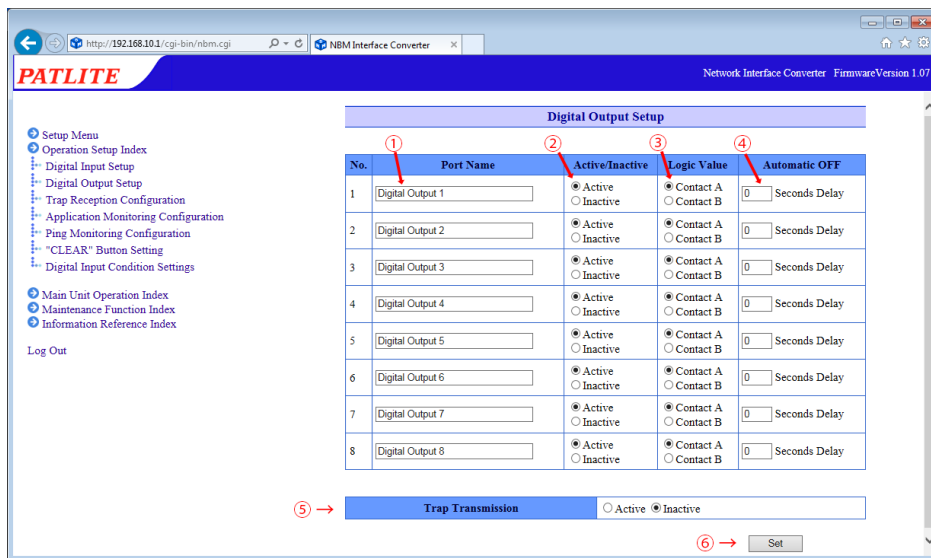 http://192.168.10.1/cgi-bin/nbm.cgi
NBM Interface Converter
PATLITE
Network Interface Converter FirmwareVersion 1.07
Setup Menu
Operation Setup Index
Digital Input Setup
Digital Output Setup
Trap Reception Configuration
Application Monitoring Configuration
Ping Monitoring Configuration
"CLEAR" Button Setting
Digital Input Condition Settings
Main Unit Operation Index
Maintenance Function Index
Information Reference Index
Log Out
Digital Output Setup
① ② ③ ④
No. Port Name Active/Inactive Logic Value Automatic OFF
1 Digital Output 1 Active Contact A 0 Seconds Delay
Inactive Contact B
2 Digital Output 2 Active Contact A 0 Seconds Delay
Inactive Contact B
3 Digital Output 3 Active Contact A 0 Seconds Delay
Inactive Contact B
4 Digital Output 4 Active Contact A 0 Seconds Delay
Inactive Contact B
5 Digital Output 5 Active Contact A 0 Seconds Delay
Inactive Contact B
6 Digital Output 6 Active Contact A 0 Seconds Delay
Inactive Contact B
7 Digital Output 7 Active Contact A 0 Seconds Delay
Inactive Contact B
8 Digital Output 8 Active Contact A 0 Seconds Delay
Inactive Contact B
⑤ → Trap Transmission Active Inactive
⑥ → Set